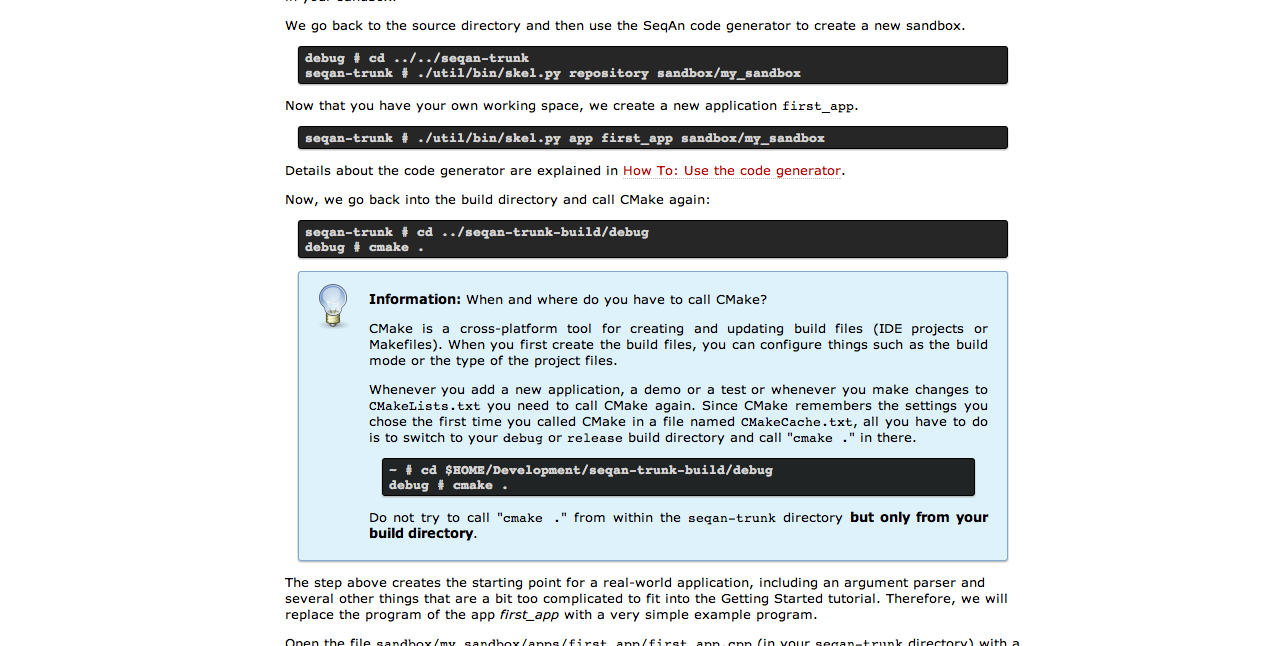 in your sandbox.
We go back to the source directory and then use the SeqAn code generator to create a new sandbox.
debug # cd ../../seqan-trunk
seqan-trunk # ./util/bin/skel.py repository sandbox/my_sandbox
Now that you have your own working space, we create a new application first_app.
seqan-trunk # ./util/bin/skel.py app first_app sandbox/my_sandbox
Details about the code generator are explained in How To: Use the code generator.
Now, we go back into the build directory and call CMake again:
seqan-trunk # cd ../seqan-trunk-build/debug
debug # cmake .
Information: When and where do you have to call CMake?
CMake is a cross-platform tool for creating and updating build files (IDE projects or
Makefiles). When you first create the build files, you can configure things such as the build
mode or the type of the project files.
Whenever you add a new application, a demo or a test or whenever you make changes to
CMakeLists.txt you need to call CMake again. Since CMake remembers the settings you
chose the first time you called CMake in a file named CMakeCache.txt, all you have to do
is to switch to your debug or release build directory and call "cmake ." in there.
~ # cd $HOME/Development/seqan-trunk-build/debug
debug # cmake .
Do not try to call "cmake ." from within the seqan-trunk directory but only from your
build directory.
The step above creates the starting point for a real-world application, including an argument parser and
several other things that are a bit too complicated to fit into the Getting Started tutorial. Therefore, we will
replace the program of the app first_app with a very simple example program.
Open the file sandbox/my_sandbox/apps/first_app/first_app.cpp (in your seqan-trunk directory) with a